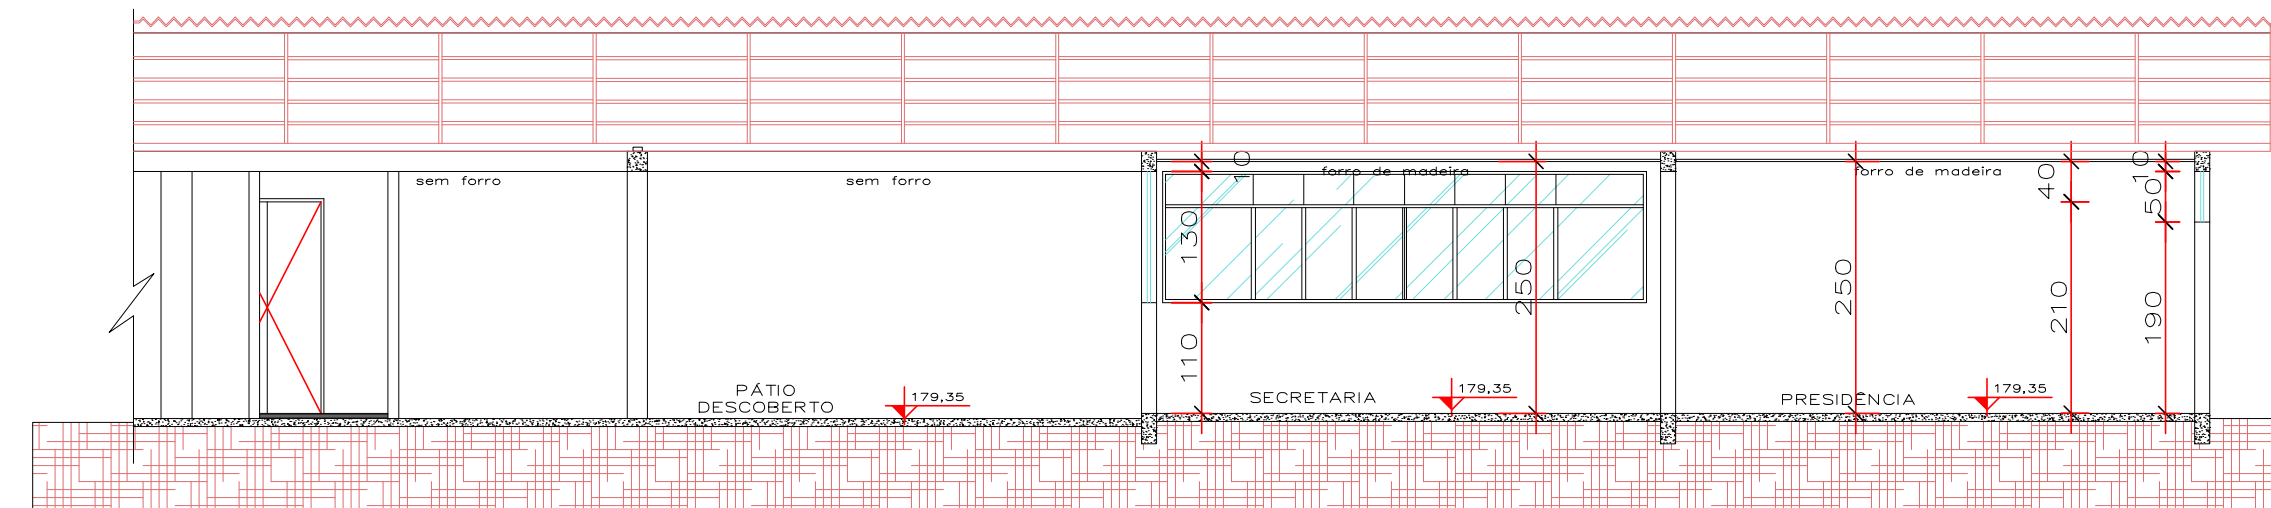 sem forro
sem forro
forro de madeira
forro de madeira
10
130
110
250
250
40
210
10
50
190
PÁTIO
DESCOBERTO
179,35
SECRETARIA
179,35
PRESIDÊNCIA
179,35